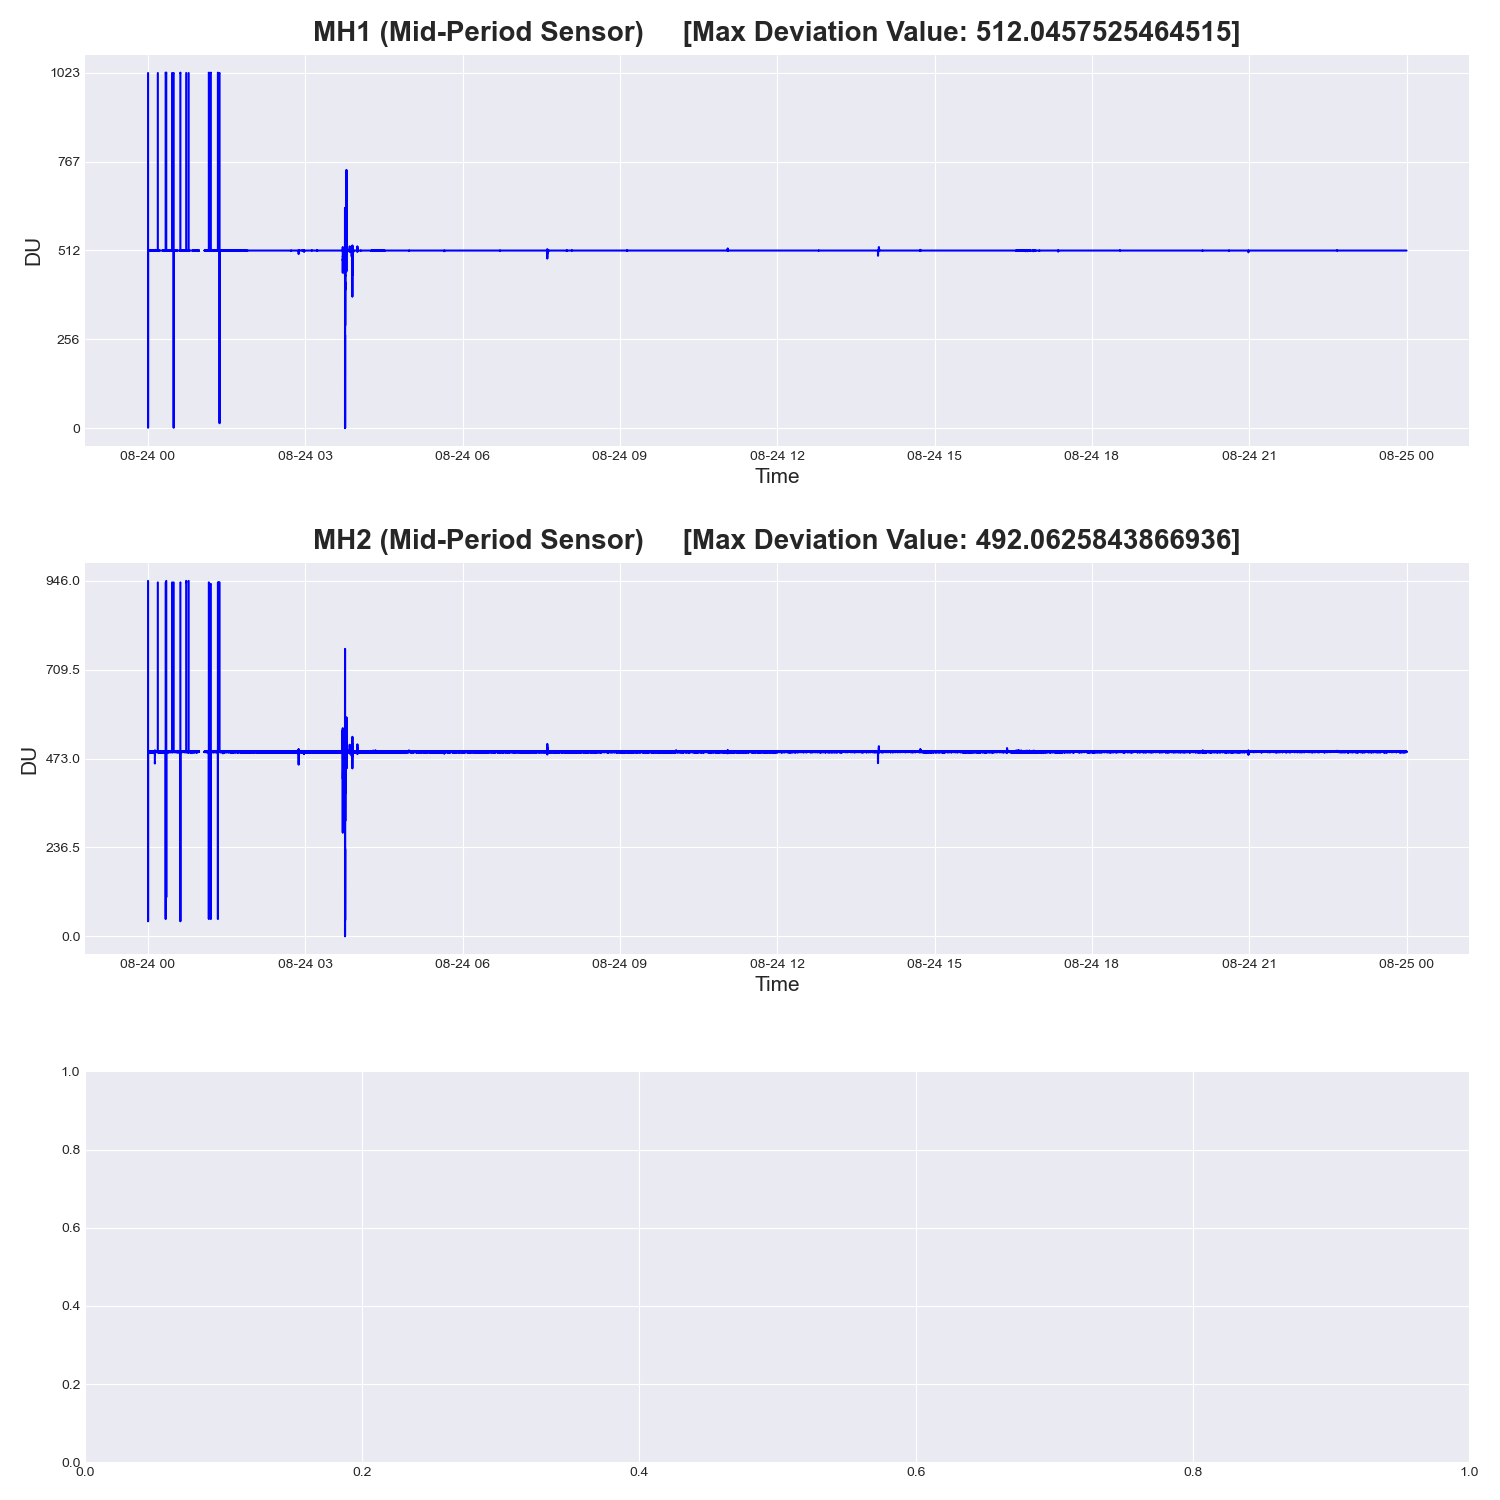 MH1 (Mid-Period Sensor) [Max Deviation Value: 512.0457525464515]
1023
767
512
256
0
DU
08-24 00 08-24 03 08-24 06 08-24 09 08-24 12 08-24 15 08-24 18 08-24 21 08-25 00
Time
MH2 (Mid-Period Sensor) [Max Deviation Value: 492.0625843866936]
946.0
709.5
473.0
236.5
0.0
DU
08-24 00 08-24 03 08-24 06 08-24 09 08-24 12 08-24 15 08-24 18 08-24 21 08-25 00
Time
1.0
0.8
0.6
0.4
0.2
0.0
0.0 0.2 0.4 0.6 0.8 1.0